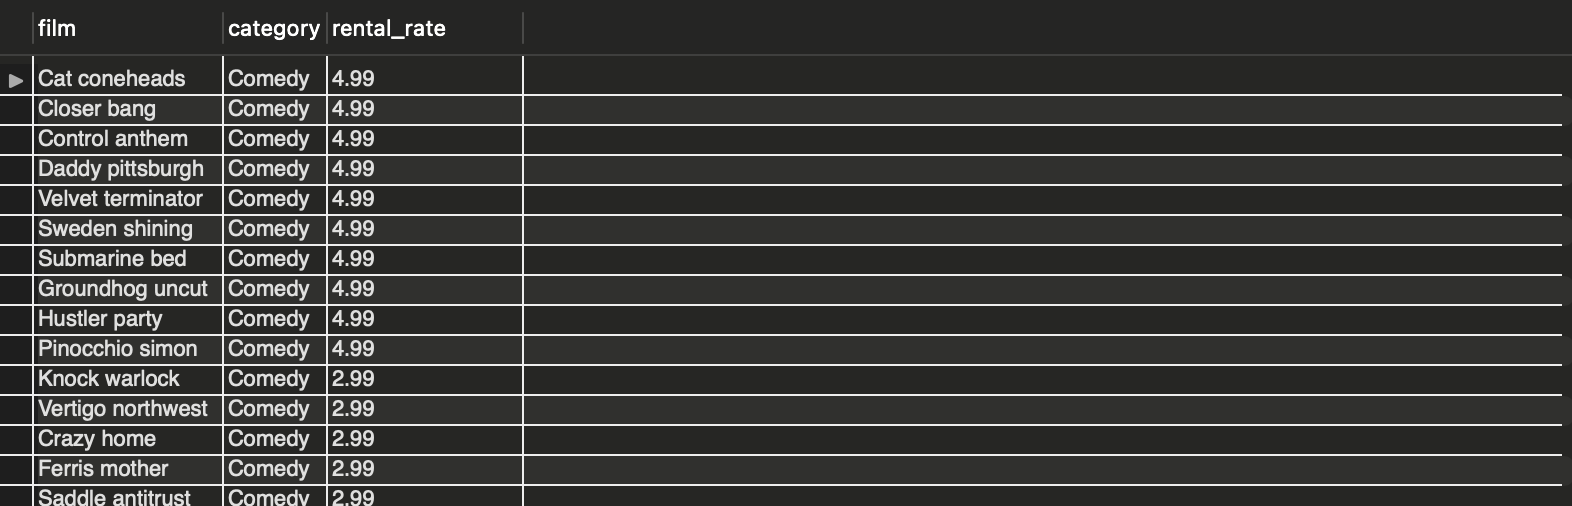 film category rental_rate
Cat coneheads Comedy 4.99
Closer bang Comedy 4.99
Control anthem Comedy 4.99
Daddy pittsburgh Comedy 4.99
Velvet terminator Comedy 4.99
Sweden shining Comedy 4.99
Submarine bed Comedy 4.99
Groundhog uncut Comedy 4.99
Hustler party Comedy 4.99
Pinocchio simon Comedy 4.99
Knock warlock Comedy 2.99
Vertigo northwest Comedy 2.99
Crazy home Comedy 2.99
Ferris mother Comedy 2.99
Saddle antitrust Comedy 2.99